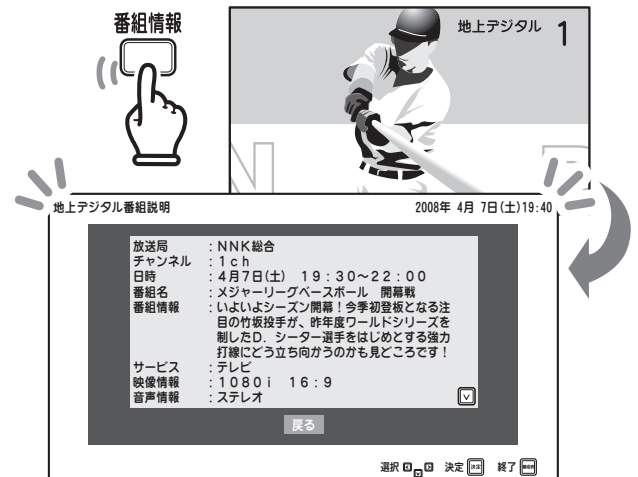 番組情報
地上デジタル 1
地上デジタル番組説明
2008年 4月 7日(土)19:40
放送局 :NNK総合
チャンネル :1ch
日時 :4月7日(土) 19:30~22:00
番組名 :メジャーリーグベースボール 開幕戦
番組情報 :いよいよシーズン開幕!今季初登板となる注
目の竹坂投手が、昨年度ワールドシリーズを
制したD.シーター選手をはじめとする強力
打線にどう立ち向かうのかも見どころです!
サービス :テレビ
映像情報 :1080i 16:9
音声情報 :ステレオ
戻る
選択 決定 決定 終了